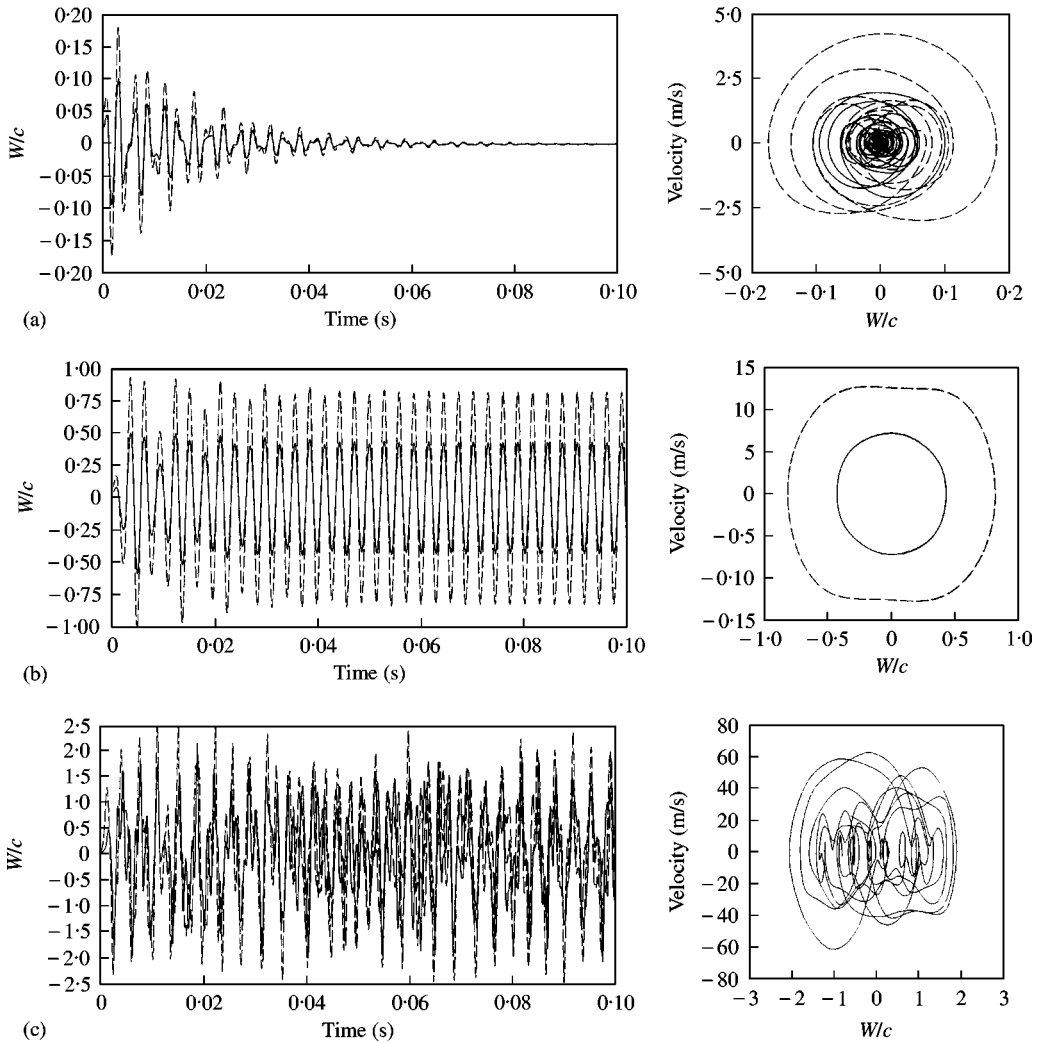 0·20
0·15
0·10
0·05
0
−0·05
−0·10
−0·15
−0·20
W/c
0 0·02 0·04 0·06 0·08 0·10
Time (s)
(a)
5·0
2·5
0
−2·5
5·0
Velocity (m/s)
−0·2 −0·1 0 0·1 0·2
W/c
1·00
0·75
0·50
0·25
0
−0·25
−0·50
−0·75
−1·00
W/c
0 0·02 0·04 0·06 0·08 0·10
Time (s)
(b)
15
10
5
0
−0·5
−0·10
−0·15
Velocity (m/s)
−1·0 −0·5 0 0·5 1·0
W/c
2·5
2·0
1·5
1·0
0·5
0
−0·5
−1·0
−1·5
−2·0
−2·5
W/c
0 0·02 0·04 0·06 0·08 0·10
Time (s)
(c)
80
60
40
20
0
−20
−40
−60
−80
Velocity (m/s)
−3 −2 −1 0 1 2 3
W/c